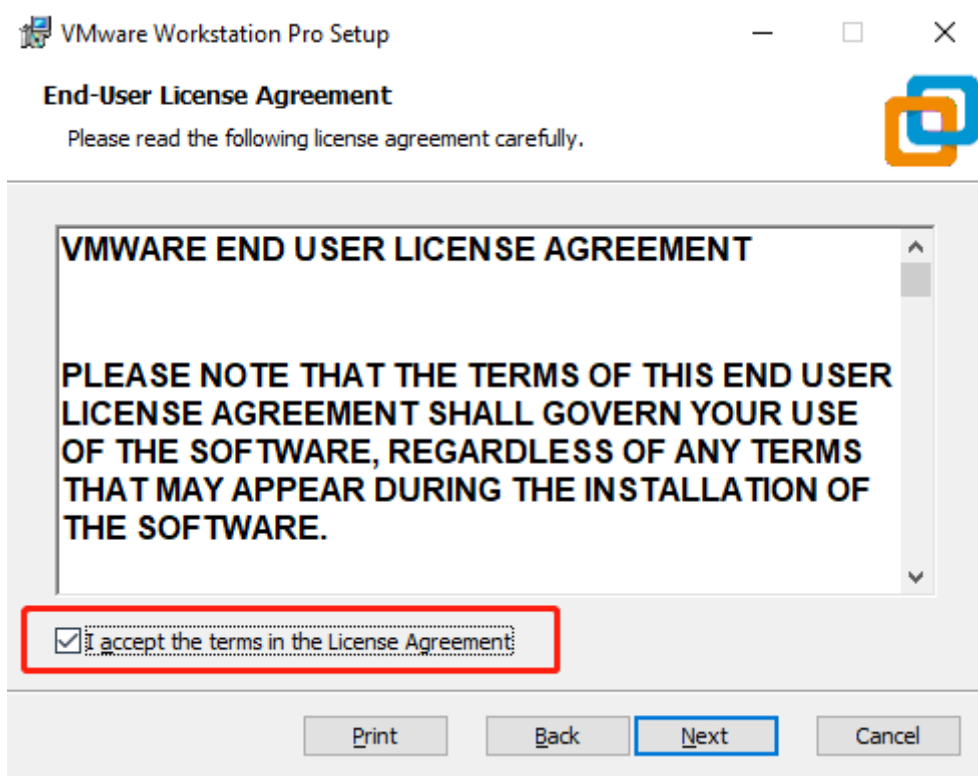 VMware Workstation Pro Setup
End-User License Agreement
Please read the following license agreement carefully.
VMWARE END USER LICENSE AGREEMENT
PLEASE NOTE THAT THE TERMS OF THIS END USER
LICENSE AGREEMENT SHALL GOVERN YOUR USE
OF THE SOFTWARE, REGARDLESS OF ANY TERMS
THAT MAY APPEAR DURING THE INSTALLATION OF
THE SOFTWARE.
I accept the terms in the License Agreement
Print Back Next Cancel